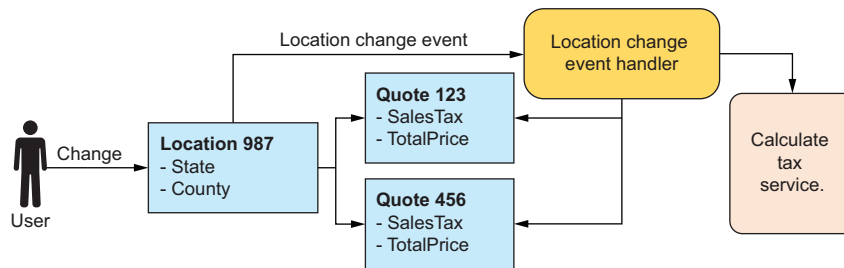 Location change event
Location change
event handler
Quote 123
- SalesTax
- TotalPrice
Change
Location 987
- State
- County
User
Quote 456
- SalesTax
- TotalPrice
Calculate
tax
service.